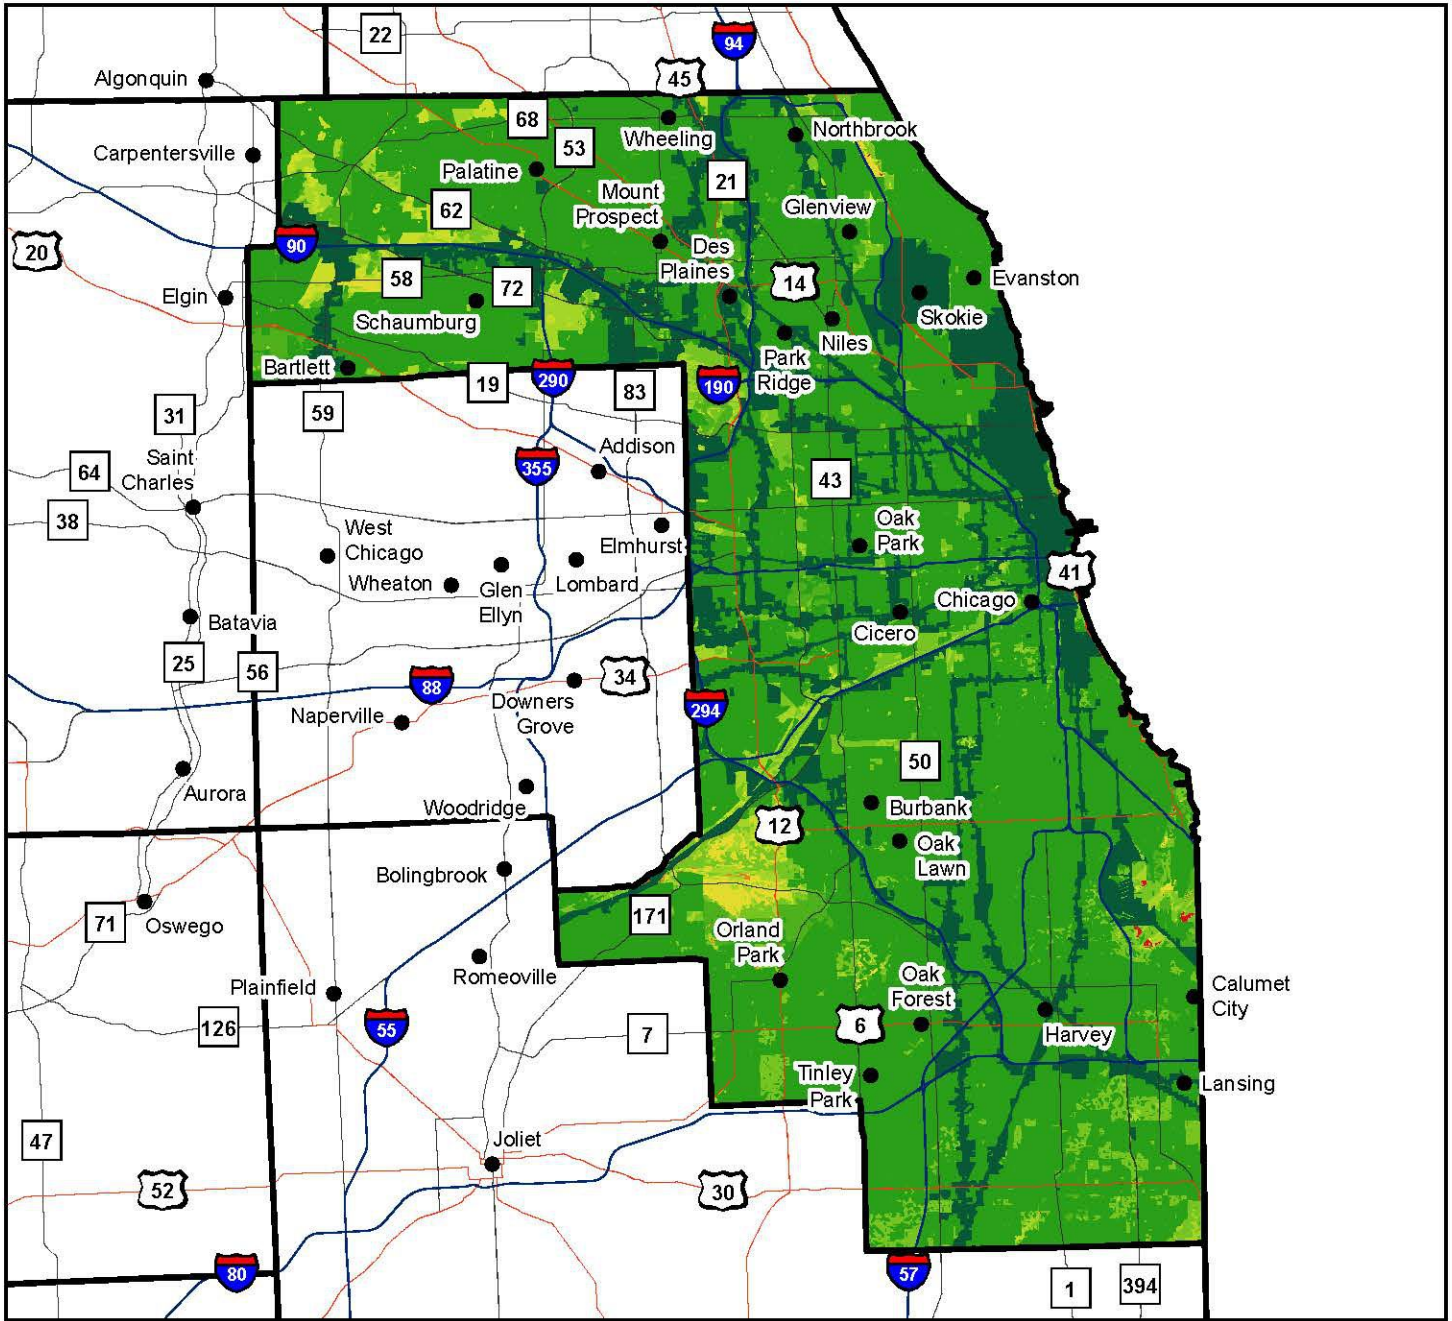 22
94
Algonquin
45
68
Wheeling
Northbrook
53
Carpentersville
Palatine
21
Mount
Prospect
62
Glenview
20
90
Des
Plaines
58
72
14
Evanston
Elgin
Schaumburg
Skokie
Niles
Bartlett
Park
Ridge
19
290
83
190
31
59
Addison
Saint
Charles
64
355
43
38
West
Chicago
Oak
Park
Elmhurst
Wheaton
Glen
Ellyn
Lombard
41
Chicago
Batavia
Cicero
25
56
88
34
Downers
Grove
294
Naperville
50
Aurora
Woodridge
Burbank
12
Oak
Lawn
Bolingbrook
71
Oswego
171
Orland
Park
Romeoville
Oak
Forest
Calumet
City
Plainfield
126
55
7
6
Harvey
Tinley
Park
Lansing
47
Joliet
52
30
80
57
1
394